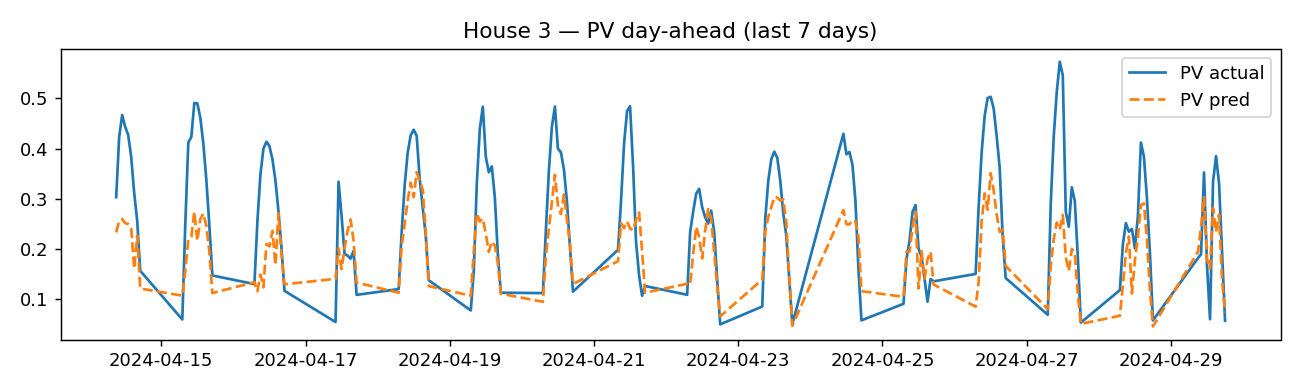 House 3 — PV day-ahead (last 7 days)
PV actual
PV pred
0.5
0.4
0.3
0.2
0.1
2024-04-15 2024-04-17 2024-04-19 2024-04-21 2024-04-23 2024-04-25 2024-04-27 2024-04-29